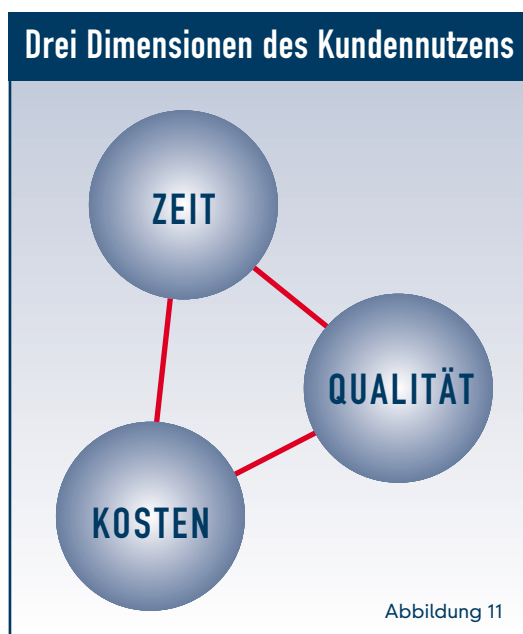 Drei Dimensionen des Kundennutzens
ZEIT
QUALITÄT
KOSTEN
Abbildung 11